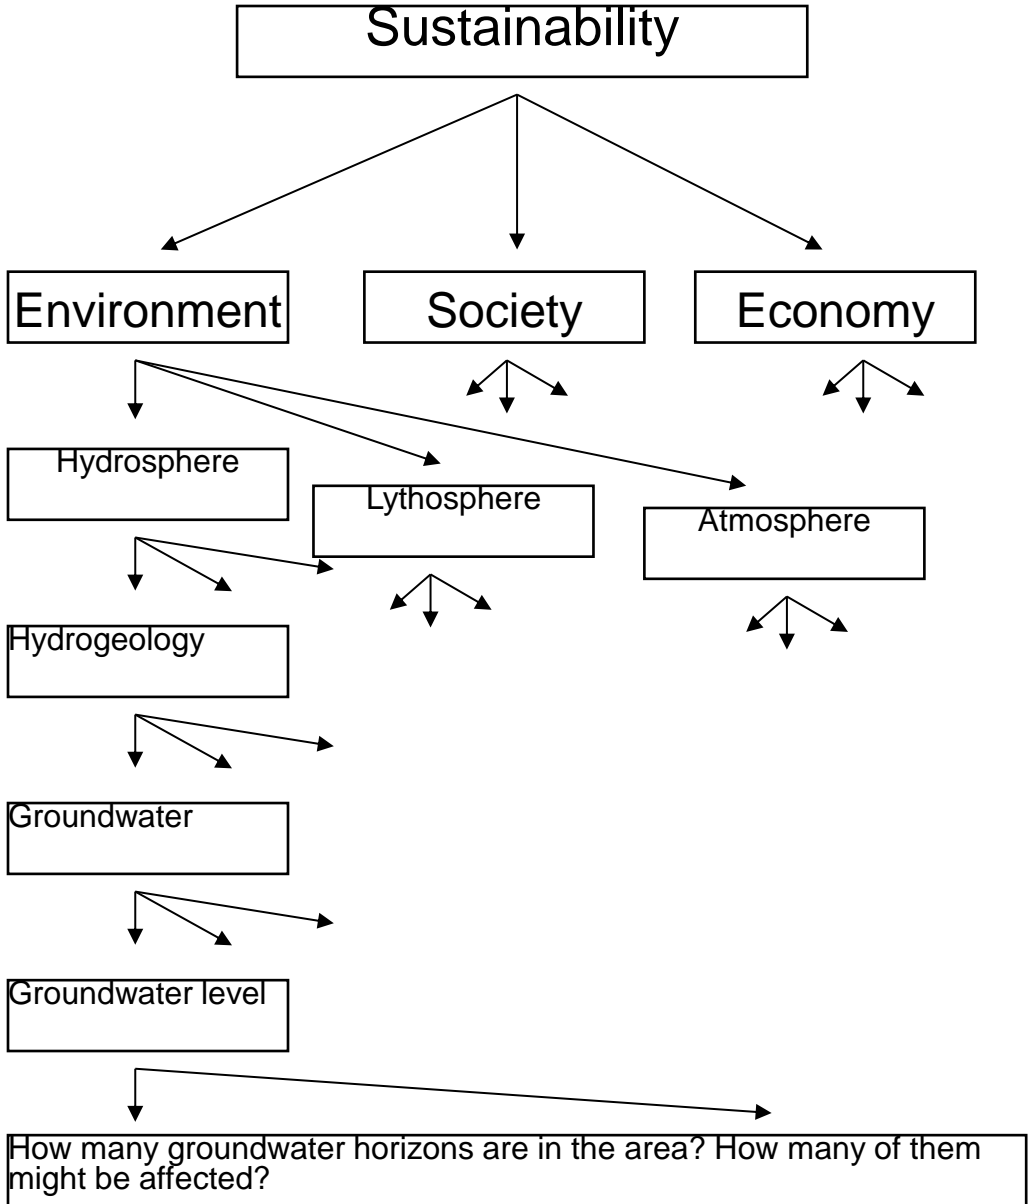 Sustainability
Environment
Society
Economy
Hydrosphere
Lythosphere
Atmosphere
Hydrogeology
Groundwater
Groundwater level
How many groundwater horizons are in the area? How many of them
might be affected?